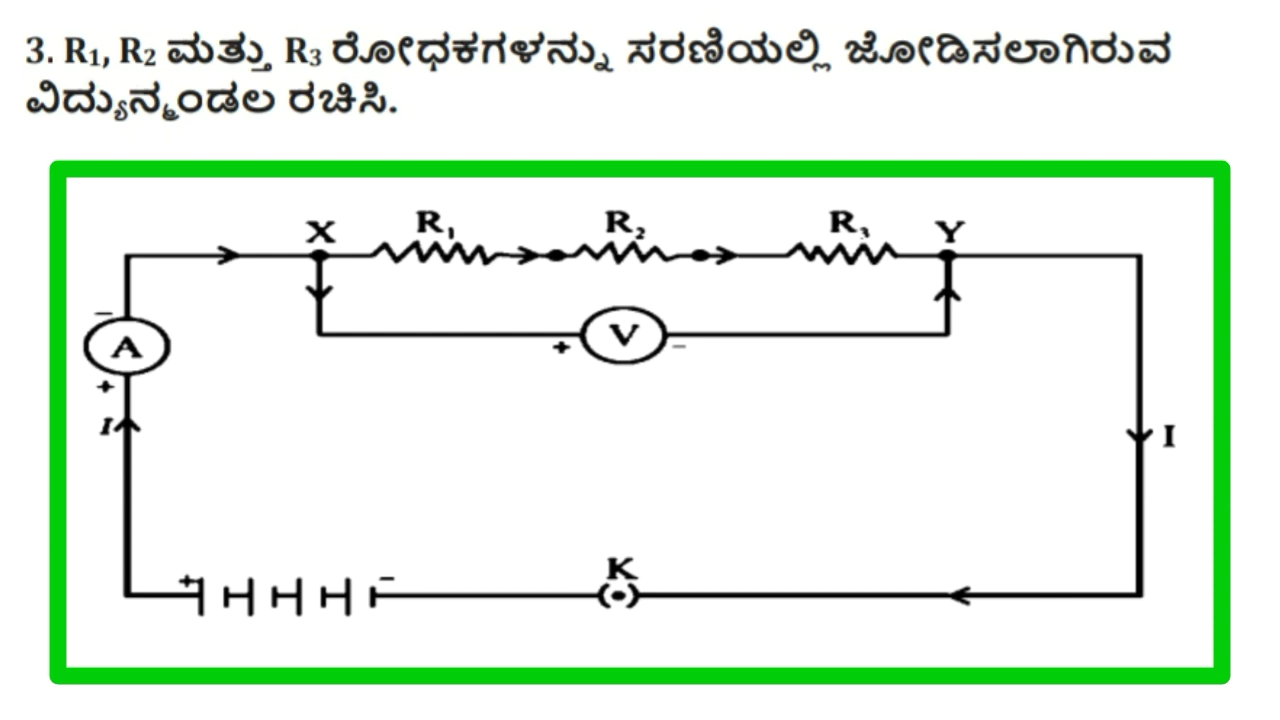 3. R₁, R₂ ಮತ್ತು R₃ ರೋಧಕಗಳನ್ನು ಸರಣಿಯಲ್ಲಿ ಜೋಡಿಸಲಾಗಿರುವ
ವಿದ್ಯುನ್ಮಂಡಲ ರಚಿಸಿ.
X R₁ R₂ R₃ Y
− A +
+ V −
I
I
K
+ −